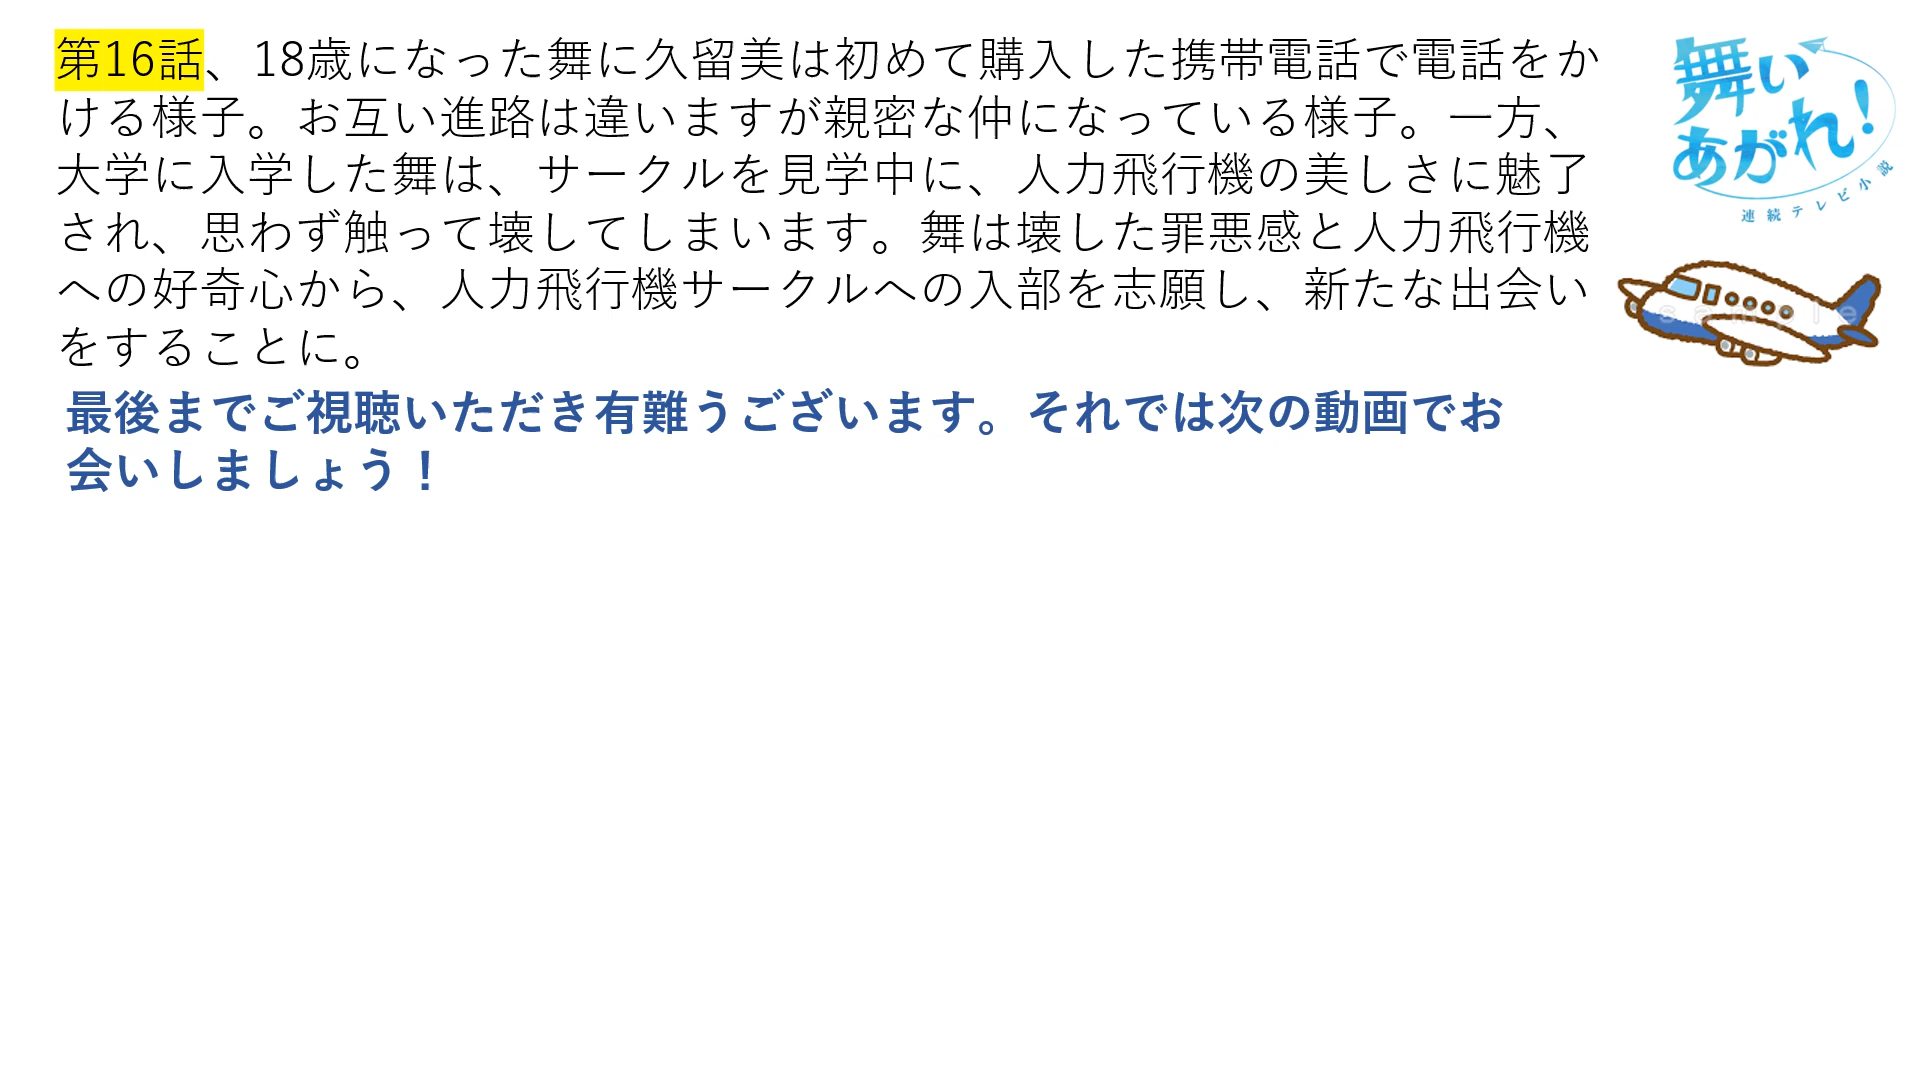 第16話、18歳になった舞に久留美は初めて購入した携帯電話で電話をか
ける様子。お互い進路は違いますが親密な仲になっている様子。一方、
大学に入学した舞は、サークルを見学中に、人力飛行機の美しさに魅了
され、思わず触って壊してしまいます。舞は壊した罪悪感と人力飛行機
への好奇心から、人力飛行機サークルへの入部を志願し、新たな出会い
をすることに。
最後までご視聴いただき有難うございます。それでは次の動画でお
会いしましょう！
舞い
あがれ!
連続テレビ小説
sample